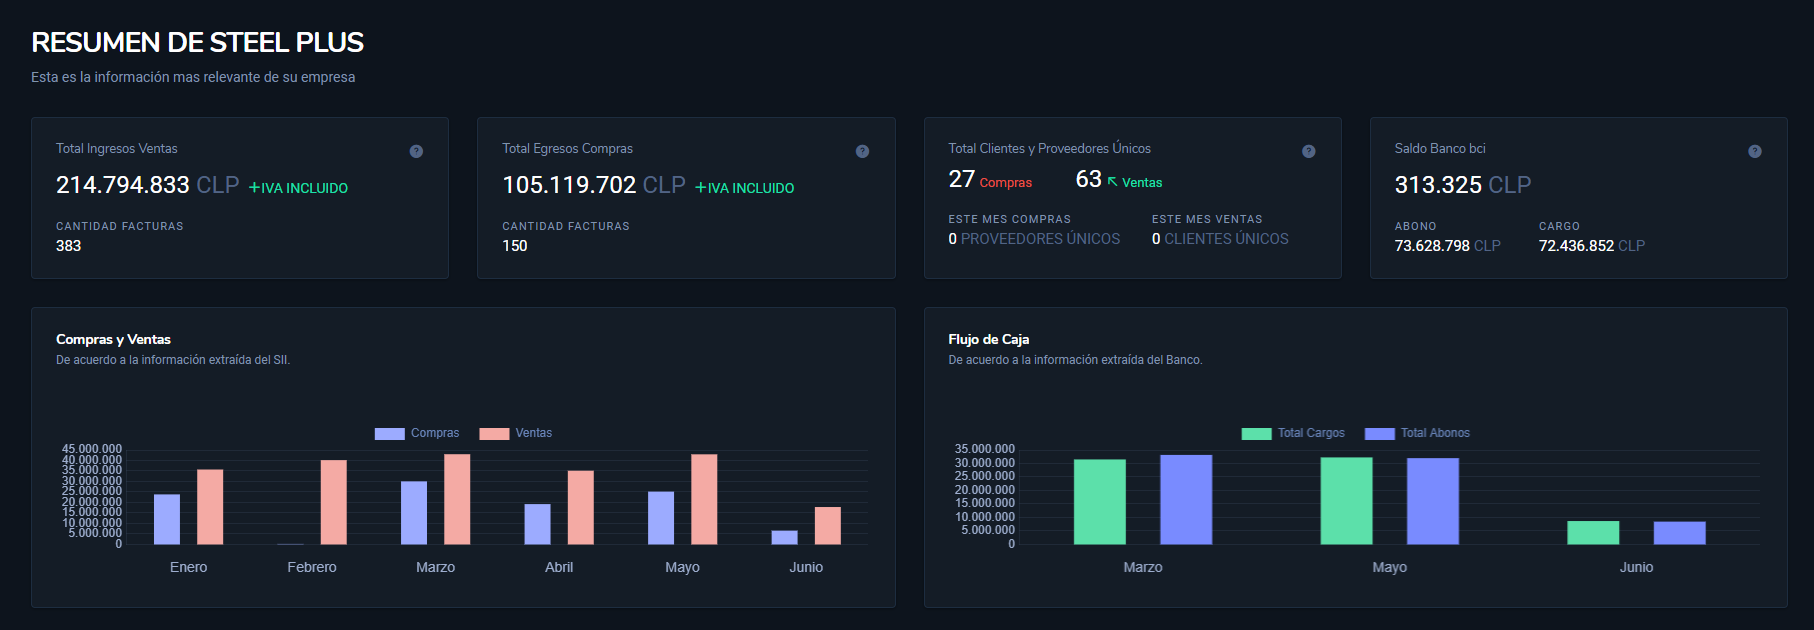 RESUMEN DE STEEL PLUS
Esta es la información mas relevante de su empresa
Total Ingresos Ventas
?
214.794.833 CLP +IVA INCLUIDO
CANTIDAD FACTURAS
383
Total Egresos Compras
?
105.119.702 CLP +IVA INCLUIDO
CANTIDAD FACTURAS
150
Total Clientes y Proveedores Únicos
?
27 Compras 63 Ventas
ESTE MES COMPRAS
0 PROVEEDORES ÚNICOS
ESTE MES VENTAS
0 CLIENTES ÚNICOS
Saldo Banco bci
?
313.325 CLP
ABONO
73.628.798 CLP
CARGO
72.436.852 CLP
Compras y Ventas
De acuerdo a la información extraída del SII.
Compras Ventas
45.000.000
40.000.000
35.000.000
30.000.000
25.000.000
20.000.000
15.000.000
10.000.000
5.000.000
0
Enero Febrero Marzo Abril Mayo Junio
Flujo de Caja
De acuerdo a la información extraída del Banco.
Total Cargos Total Abonos
35.000.000
30.000.000
25.000.000
20.000.000
15.000.000
10.000.000
5.000.000
0
Marzo Mayo Junio